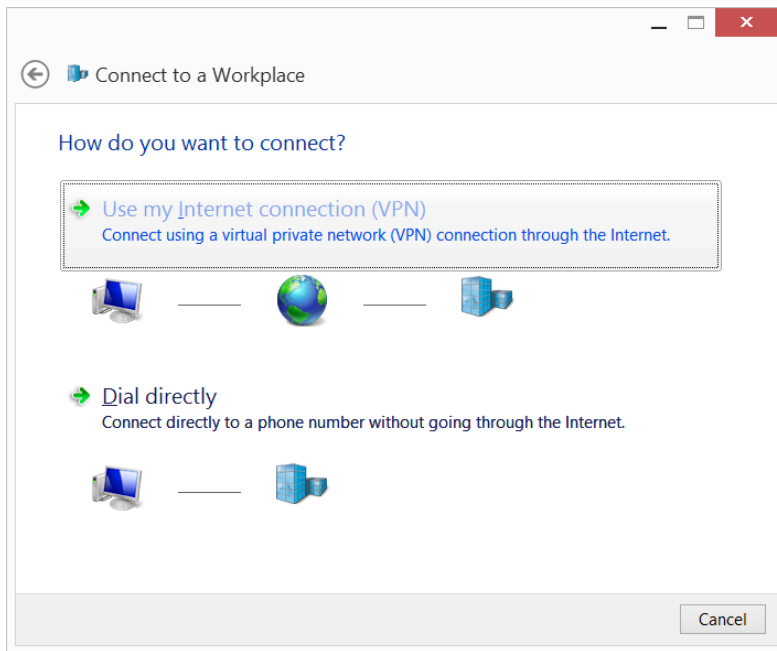 Connect to a Workplace
How do you want to connect?
Use my Internet connection (VPN)
Connect using a virtual private network (VPN) connection through the Internet.
Dial directly
Connect directly to a phone number without going through the Internet.
Cancel